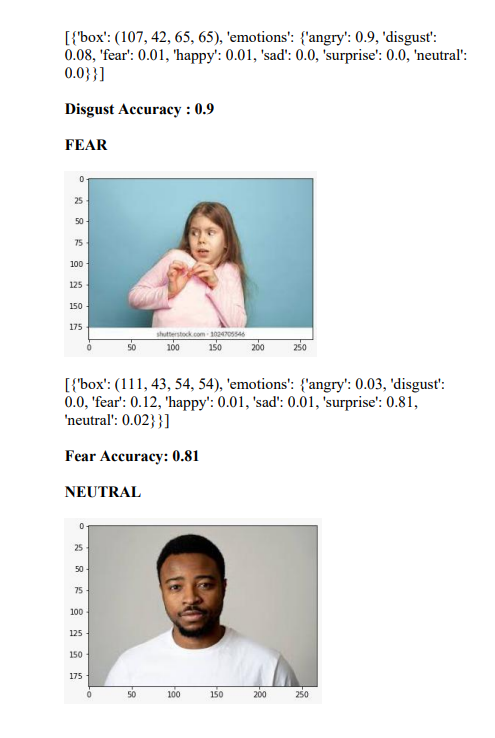 [{'box': (107, 42, 65, 65), 'emotions': {'angry': 0.9, 'disgust':
0.08, 'fear': 0.01, 'happy': 0.01, 'sad': 0.0, 'surprise': 0.0, 'neutral':
0.0}}]
Disgust Accuracy : 0.9
FEAR
0
25
50
75
100
125
150
175
shutterstock.com · 1024705546
0 50 100 150 200 250
[{'box': (111, 43, 54, 54), 'emotions': {'angry': 0.03, 'disgust':
0.0, 'fear': 0.12, 'happy': 0.01, 'sad': 0.01, 'surprise': 0.81,
'neutral': 0.02}}]
Fear Accuracy: 0.81
NEUTRAL
0
25
50
75
100
125
150
175
0 50 100 150 200 250